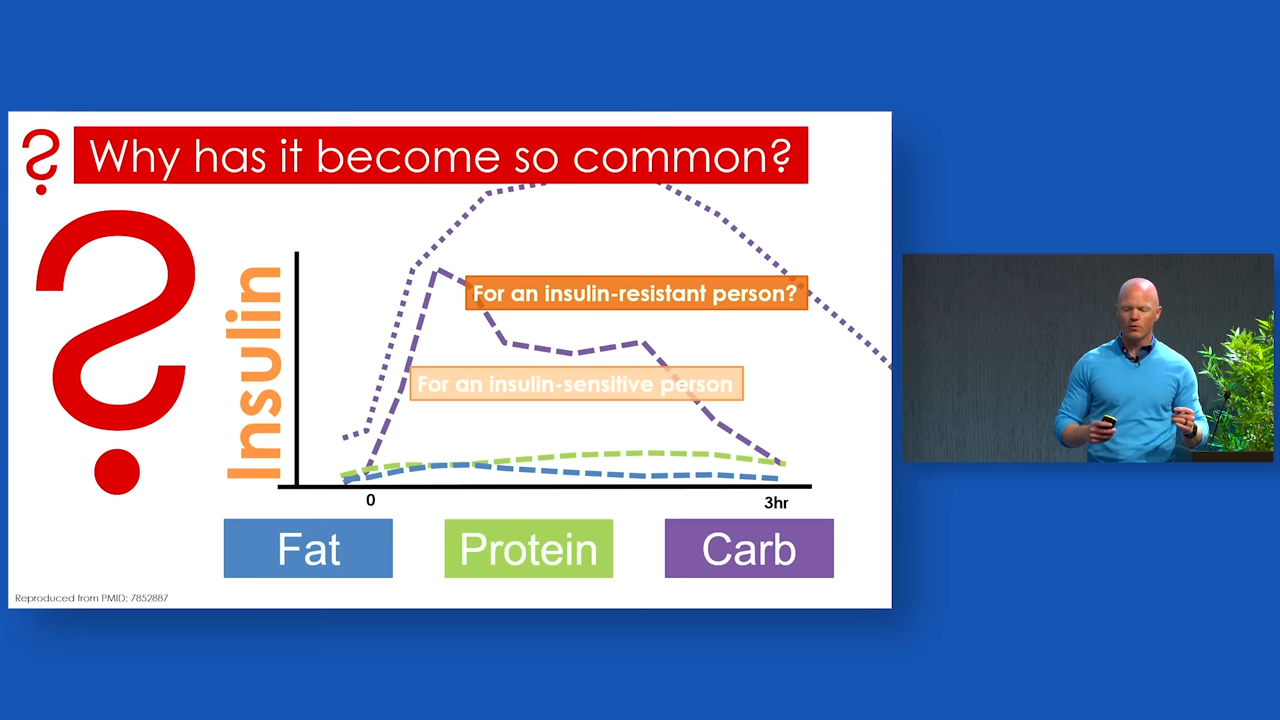 ? Why has it become so common?
?
Insulin
For an insulin-resistant person?
For an insulin-sensitive person
0
3hr
Fat
Protein
Carb
Reproduced from PMID: 7852887